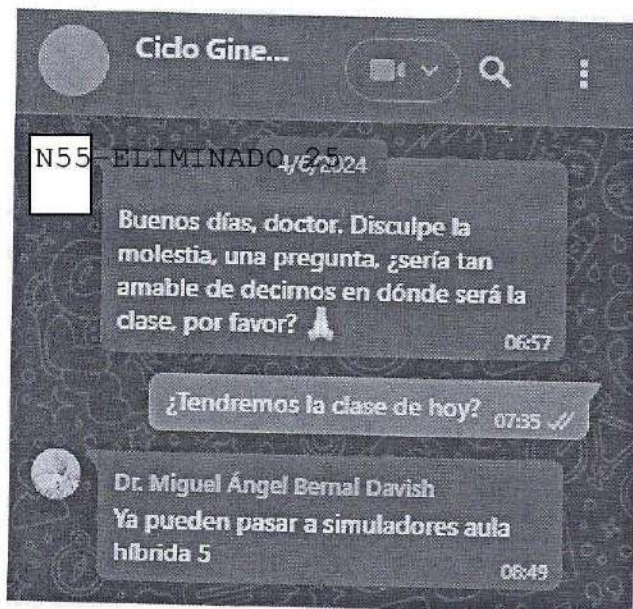 Ciclo Gine...
N55-ELIMINADO 25
4/6/2024
Buenos días, doctor. Disculpe la
molestia, una pregunta, ¿sería tan
amable de decirnos en dónde será la
clase, por favor? 🙏
06:57
¿Tendremos la clase de hoy? 07:35
Dr. Miguel Ángel Bernal Davish
Ya pueden pasar a simuladores aula
híbrida 5
08:49